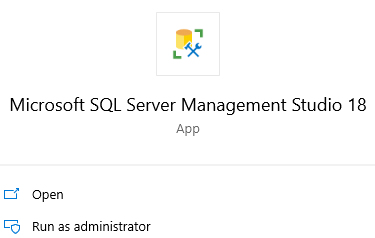 Microsoft SQL Server Management Studio 18
App
Open
Run as administrator